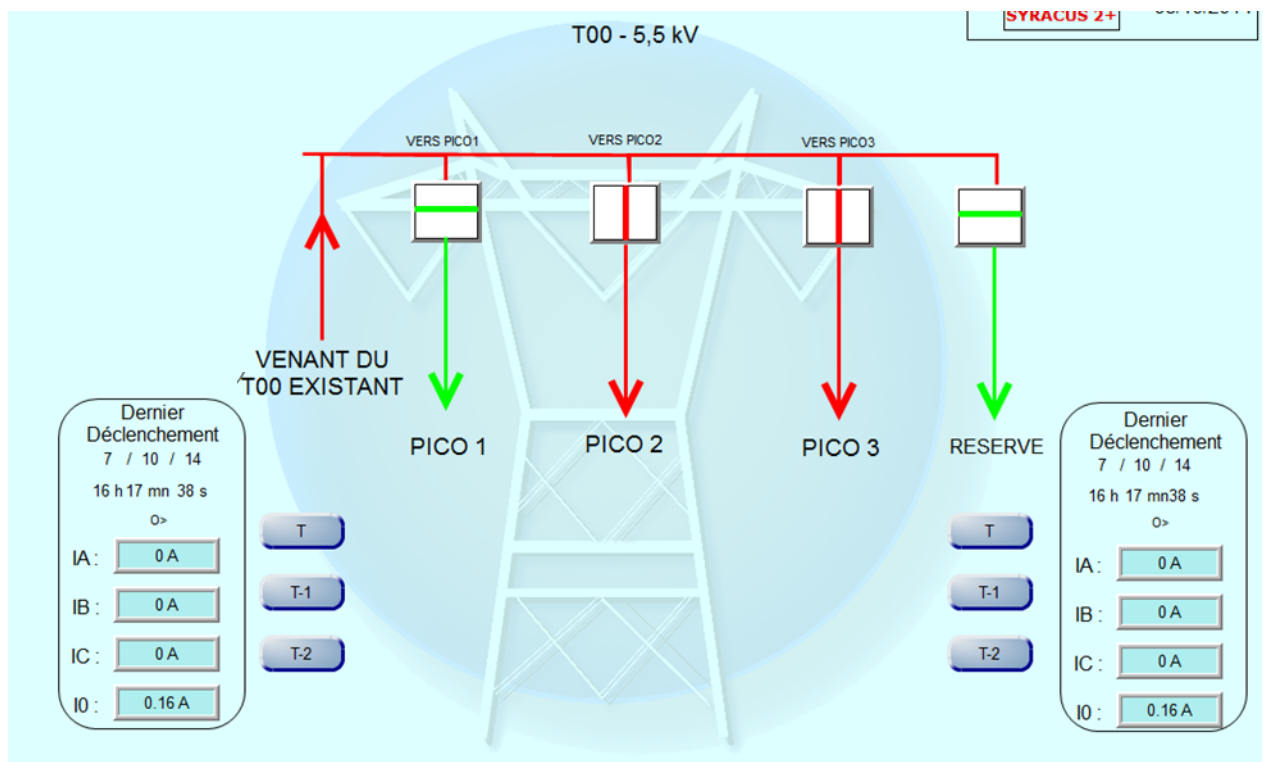 SYRACUS 2+
T00 - 5,5 kV
VERS PICO1
VERS PICO2
VERS PICO3
VENANT DU
T00 EXISTANT
PICO 1
PICO 2
PICO 3
RESERVE
Dernier
Déclenchement
7 / 10 / 14
16 h 17 mn 38 s
O>
IA : 0 A
IB : 0 A
IC : 0 A
I0 : 0.16 A
T
T-1
T-2
T
T-1
T-2
Dernier
Déclenchement
7 / 10 / 14
16 h 17 mn38 s
O>
IA : 0 A
IB : 0 A
IC : 0 A
I0 : 0.16 A